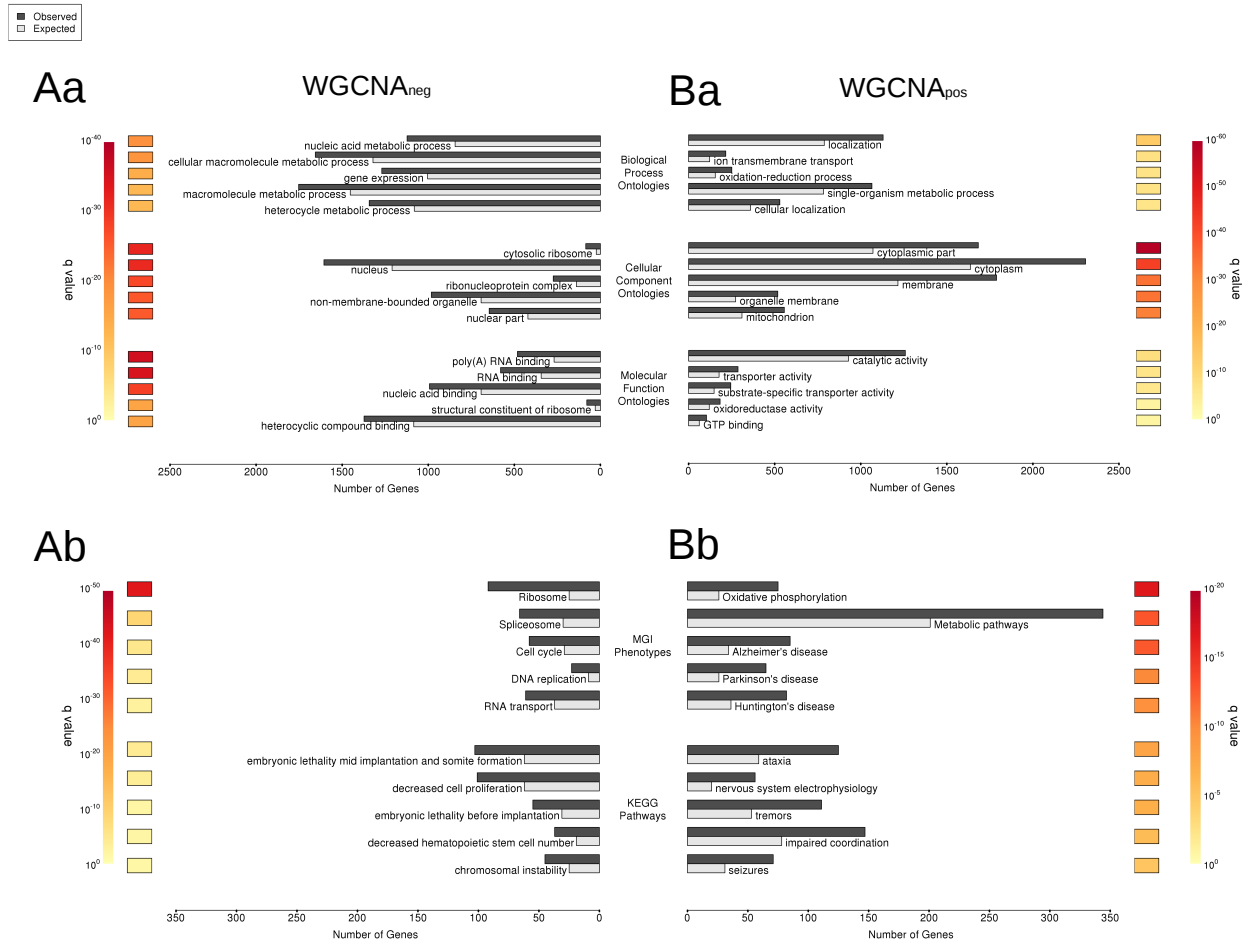 Observed
Expected
Aa
WGCNAneg
Ba
WGCNApos
10^-40
10^-30
10^-20
10^-10
10^0
q value
nucleic acid metabolic process
cellular macromolecule metabolic process
gene expression
macromolecule metabolic process
heterocycle metabolic process
cytosolic ribosome
nucleus
ribonucleoprotein complex
non-membrane-bounded organelle
nuclear part
poly(A) RNA binding
RNA binding
nucleic acid binding
structural constituent of ribosome
heterocyclic compound binding
2500 2000 1500 1000 500 0
Number of Genes
Biological
Process
Ontologies
Cellular
Component
Ontologies
Molecular
Function
Ontologies
localization
ion transmembrane transport
oxidation-reduction process
single-organism metabolic process
cellular localization
cytoplasmic part
cytoplasm
membrane
organelle membrane
mitochondrion
catalytic activity
transporter activity
substrate-specific transporter activity
oxidoreductase activity
GTP binding
0 500 1000 1500 2000 2500
Number of Genes
10^-60
10^-50
10^-40
10^-30
10^-20
10^-10
10^0
q value
Ab
Bb
10^-50
10^-40
10^-30
10^-20
10^-10
10^0
q value
Ribosome
Spliceosome
Cell cycle
DNA replication
RNA transport
embryonic lethality mid implantation and somite formation
decreased cell proliferation
embryonic lethality before implantation
decreased hematopoietic stem cell number
chromosomal instability
350 300 250 200 150 100 50 0
Number of Genes
MGI
Phenotypes
KEGG
Pathways
Oxidative phosphorylation
Metabolic pathways
Alzheimer's disease
Parkinson's disease
Huntington's disease
ataxia
nervous system electrophysiology
tremors
impaired coordination
seizures
0 50 100 150 200 250 300 350
Number of Genes
10^-20
10^-15
10^-10
10^-5
10^0
q value